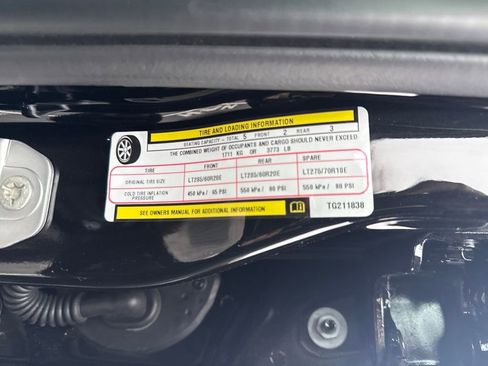 TIRE AND LOADING INFORMATION
SEATING CAPACITY - TOTAL 5 FRONT 2 REAR 3
THE COMBINED WEIGHT OF OCCUPANTS AND CARGO SHOULD NEVER EXCEED
1711 KG OR 3773 LB
TIRE FRONT REAR SPARE
ORIGINAL TIRE SIZE LT285/60R20E LT285/60R20E LT275/70R18E
COLD TIRE INFLATION PRESSURE 450 kPa / 65 PSI 550 kPa / 80 PSI 550 kPa / 80 PSI
SEE OWNERS MANUAL FOR ADDITIONAL INFORMATION TG211838